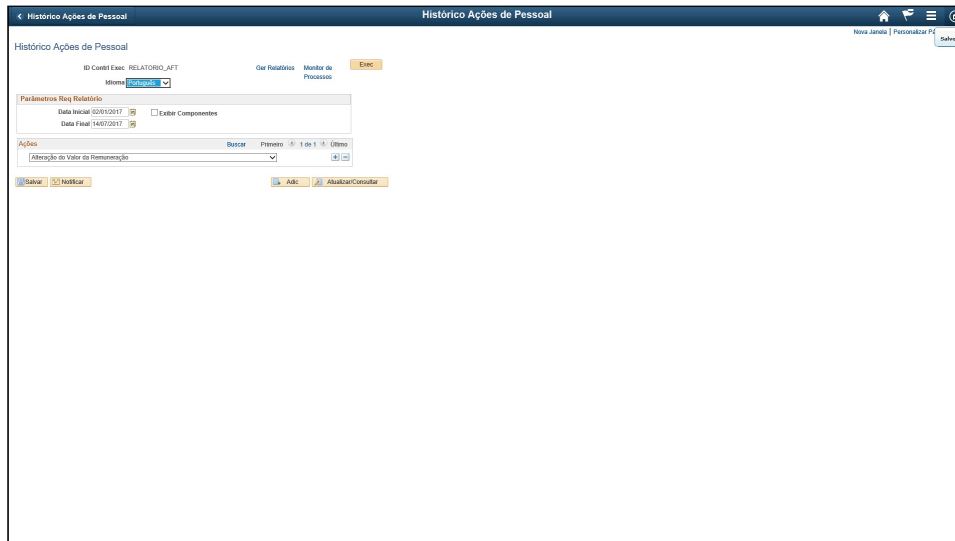 Histórico Ações de Pessoal
Histórico Ações de Pessoal
Nova Janela | Personalizar Pá
Salvo
Histórico Ações de Pessoal
ID Contrl Exec RELATORIO_AFT Ger Relatórios Monitor de Processos Exec
Idioma Português
Parâmetros Req Relatório
Data Inicial 02/01/2017 Exibir Componentes
Data Final 14/07/2017
Ações Buscar Primeiro 1 de 1 Último
Alteração do Valor da Remuneração
Salvar Notificar Adic Atualizar/Consultar